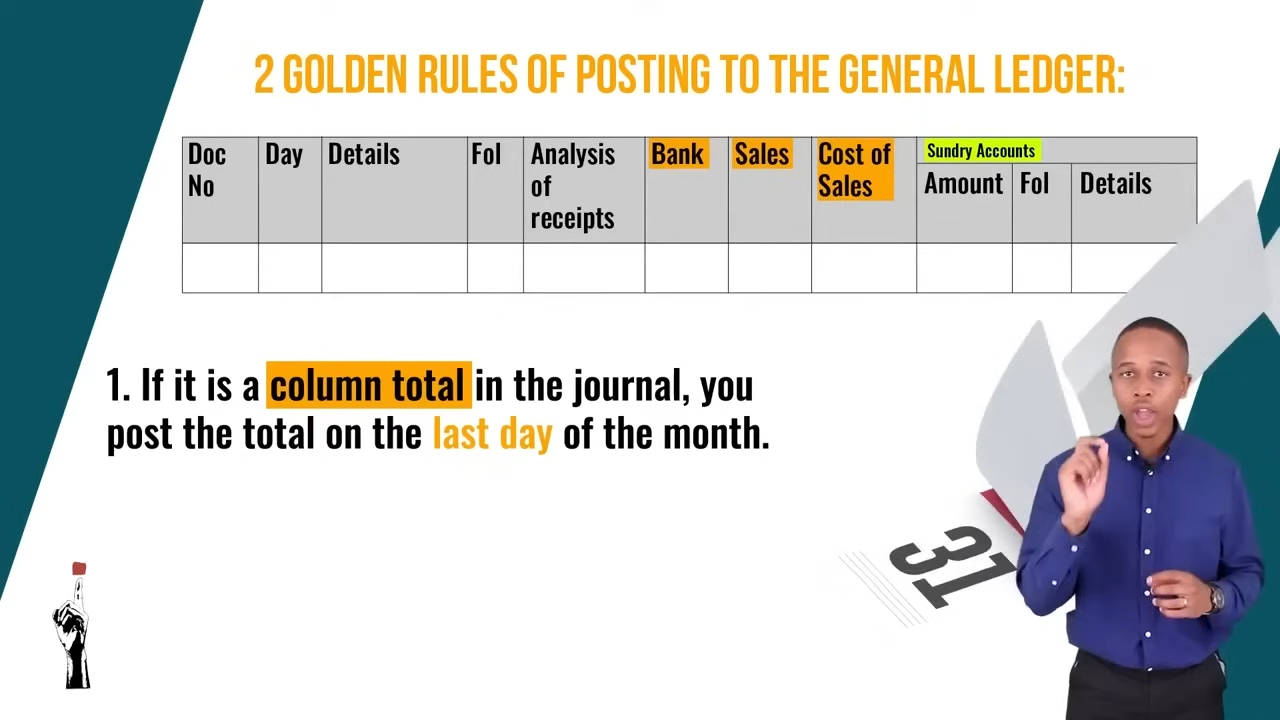 2 GOLDEN RULES OF POSTING TO THE GENERAL LEDGER:
Doc No
Day
Details
Fol
Analysis of receipts
Bank
Sales
Cost of Sales
Sundry Accounts
Amount
Fol
Details
1. If it is a column total in the journal, you
post the total on the last day of the month.
31